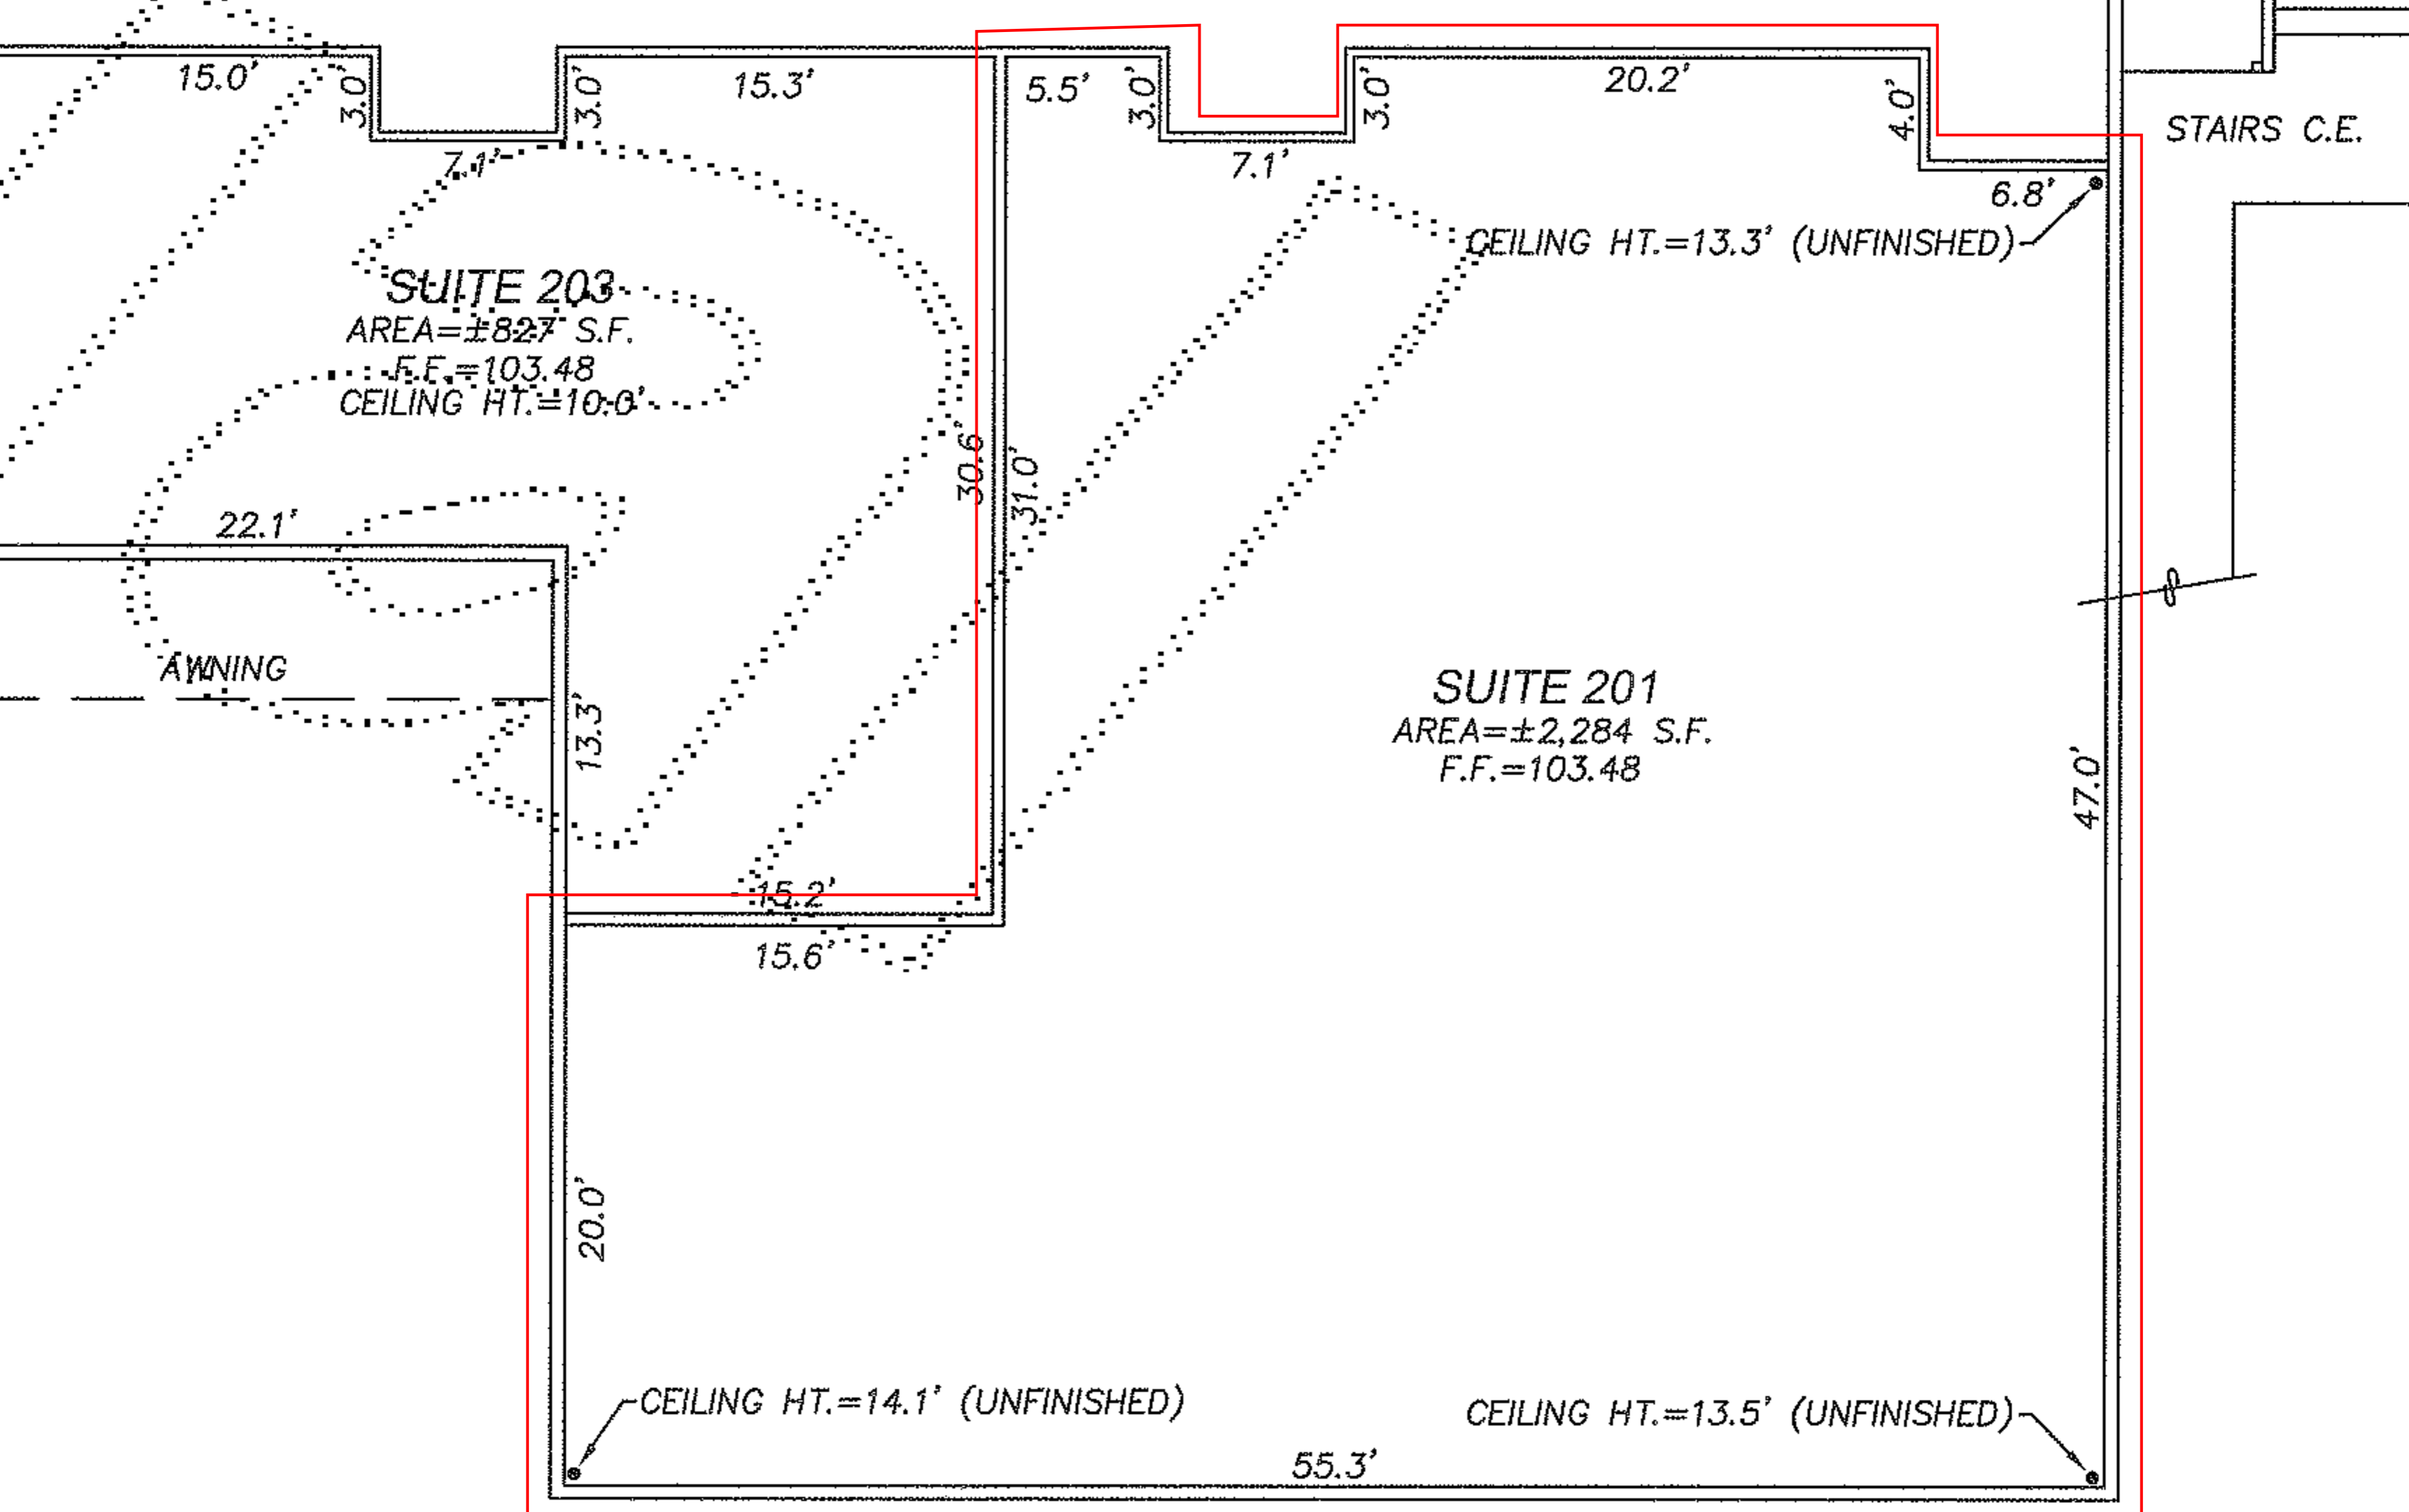 15.0'
3.0'
3.0'
15.3'
5.5'
3.0'
3.0'
20.2'
4.0'
STAIRS C.E.
7.1'
7.1'
6.8'
CEILING HT.=13.3' (UNFINISHED)
SUITE 203
AREA=±827 S.F.
F.F.=103.48
CEILING HT.=10.0'
30.6'
31.0'
22.1'
AWNING
13.3'
SUITE 201
AREA=±2,284 S.F.
F.F.=103.48
47.0'
15.2'
15.6'
20.0'
CEILING HT.=14.1' (UNFINISHED)
CEILING HT.=13.5' (UNFINISHED)
55.3'